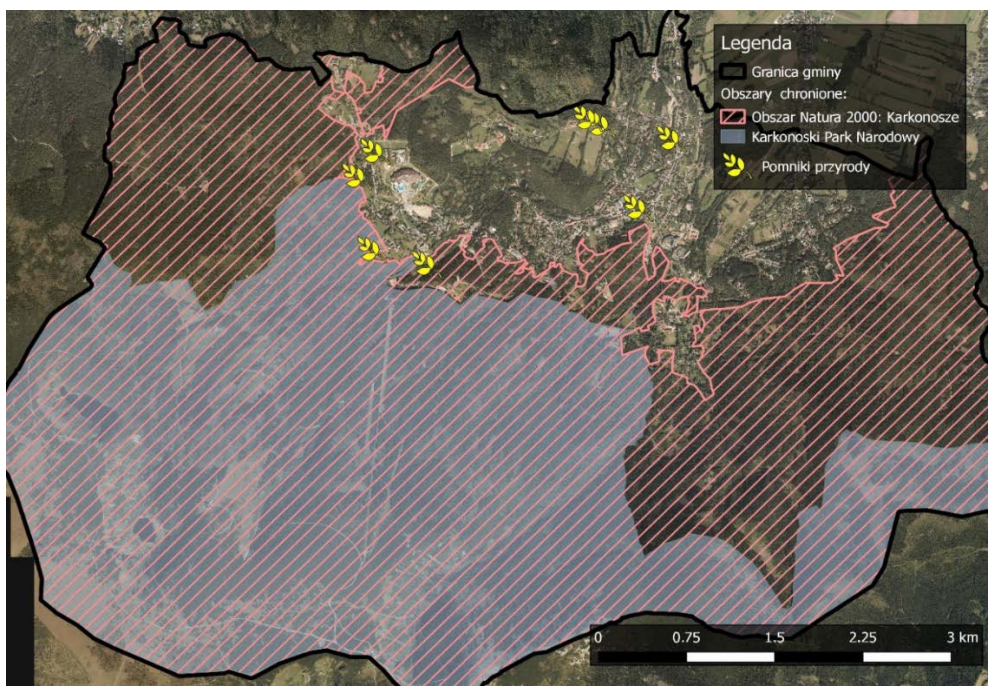 Legenda
Granica gminy
Obszary chronione:
Obszar Natura 2000: Karkonosze
Karkonoski Park Narodowy
Pomniki przyrody
0 0.75 1.5 2.25 3 km